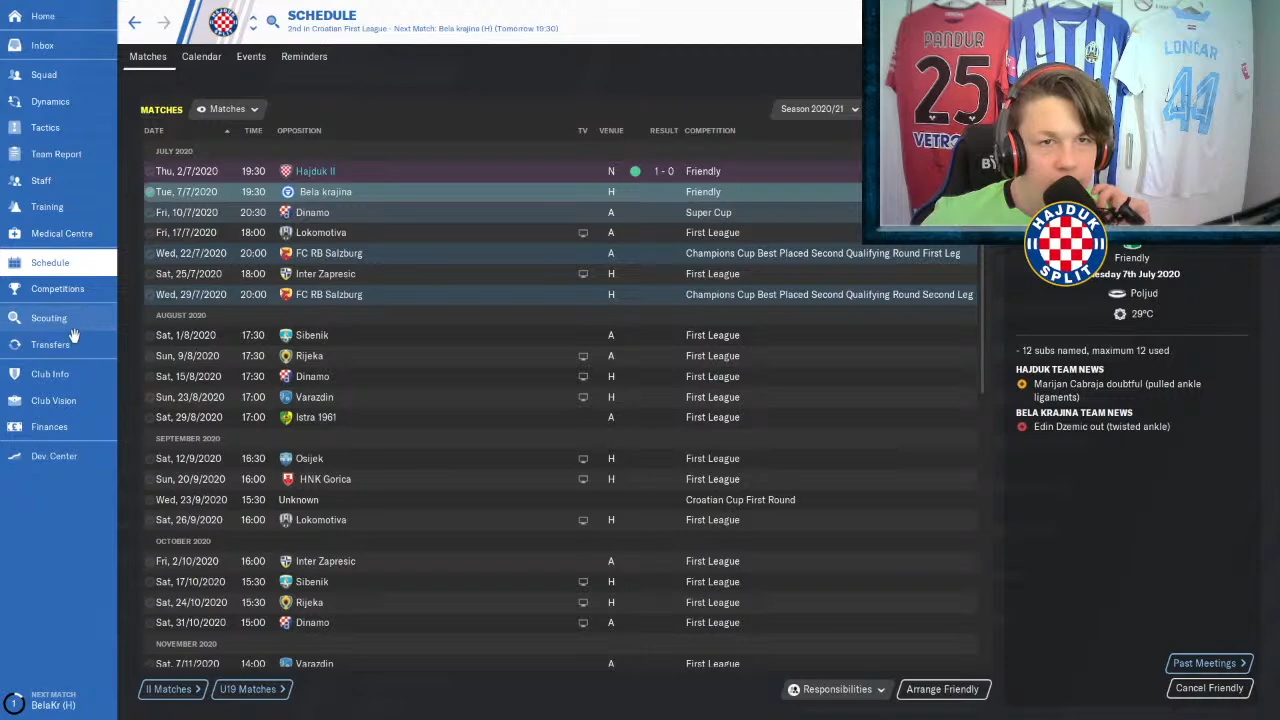 Home
Inbox
Squad
Dynamics
Tactics
Team Report
Staff
Training
Medical Centre
Schedule
Competitions
Scouting
Transfers
Club Info
Club Vision
Finances
Dev. Center
1
NEXT MATCH
BelaKr (H)
SCHEDULE
2nd in Croatian First League - Next Match: Bela krajina (H) (Tomorrow 19:30)
Matches Calendar Events Reminders
MATCHES Matches Season 2020/21
DATE TIME OPPOSITION TV VENUE RESULT COMPETITION
JULY 2020
Thu, 2/7/2020 19:30 Hajduk II N 1 - 0 Friendly
Tue, 7/7/2020 19:30 Bela krajina H Friendly
Fri, 10/7/2020 20:30 Dinamo A Super Cup
Fri, 17/7/2020 18:00 Lokomotiva A First League
Wed, 22/7/2020 20:00 FC RB Salzburg A Champions Cup Best Placed Second Qualifying Round First Leg
Sat, 25/7/2020 18:00 Inter Zapresic H First League
Wed, 29/7/2020 20:00 FC RB Salzburg H Champions Cup Best Placed Second Qualifying Round Second Leg
AUGUST 2020
Sat, 1/8/2020 17:30 Sibenik A First League
Sun, 9/8/2020 17:30 Rijeka A First League
Sat, 15/8/2020 17:30 Dinamo H First League
Sun, 23/8/2020 17:00 Varazdin H First League
Sat, 29/8/2020 17:00 Istra 1961 A First League
SEPTEMBER 2020
Sat, 12/9/2020 16:30 Osijek H First League
Sun, 20/9/2020 16:00 HNK Gorica H First League
Wed, 23/9/2020 15:30 Unknown Croatian Cup First Round
Sat, 26/9/2020 16:00 Lokomotiva H First League
OCTOBER 2020
Fri, 2/10/2020 16:00 Inter Zapresic A First League
Sat, 17/10/2020 15:30 Sibenik H First League
Sat, 24/10/2020 15:30 Rijeka H First League
Sat, 31/10/2020 15:00 Dinamo A First League
NOVEMBER 2020
Sat, 7/11/2020 14:00 Varazdin A First League
II Matches U19 Matches Responsibilities Arrange Friendly
PANDUR
25
VETRO
LONČAR
44
HAJDUK
SPLIT
Friendly
sday 7th July 2020
Poljud
29ºC
- 12 subs named, maximum 12 used
HAJDUK TEAM NEWS
Marijan Cabraja doubtful (pulled ankle
ligaments)
BELA KRAJINA TEAM NEWS
Edin Dzemic out (twisted ankle)
Past Meetings
Cancel Friendly